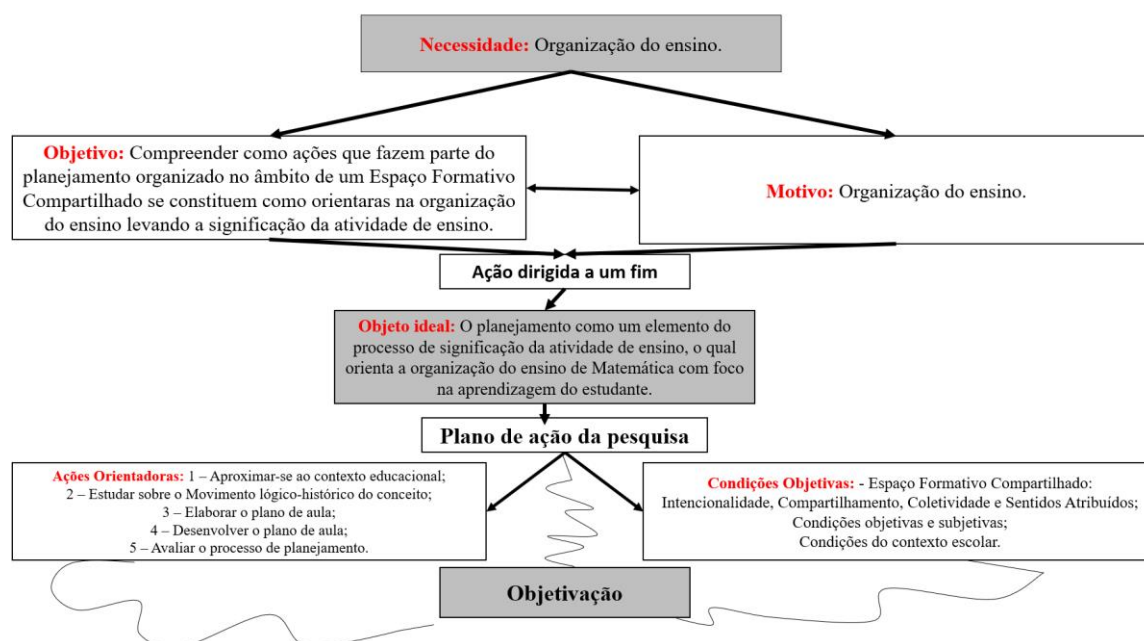 Necessidade: Organização do ensino.
Objetivo: Compreender como ações que fazem parte do
planejamento organizado no âmbito de um Espaço Formativo
Compartilhado se constituem como orientaras na organização
do ensino levando a significação da atividade de ensino.
Motivo: Organização do ensino.
Ação dirigida a um fim
Objeto ideal: O planejamento como um elemento do
processo de significação da atividade de ensino, o qual
orienta a organização do ensino de Matemática com foco
na aprendizagem do estudante.
Plano de ação da pesquisa
Ações Orientadoras: 1 – Aproximar-se ao contexto educacional;
2 – Estudar sobre o Movimento lógico-histórico do conceito;
3 – Elaborar o plano de aula;
4 – Desenvolver o plano de aula;
5 – Avaliar o processo de planejamento.
Condições Objetivas: - Espaço Formativo Compartilhado:
Intencionalidade, Compartilhamento, Coletividade e Sentidos Atribuídos;
Condições objetivas e subjetivas;
Condições do contexto escolar.
Objetivação